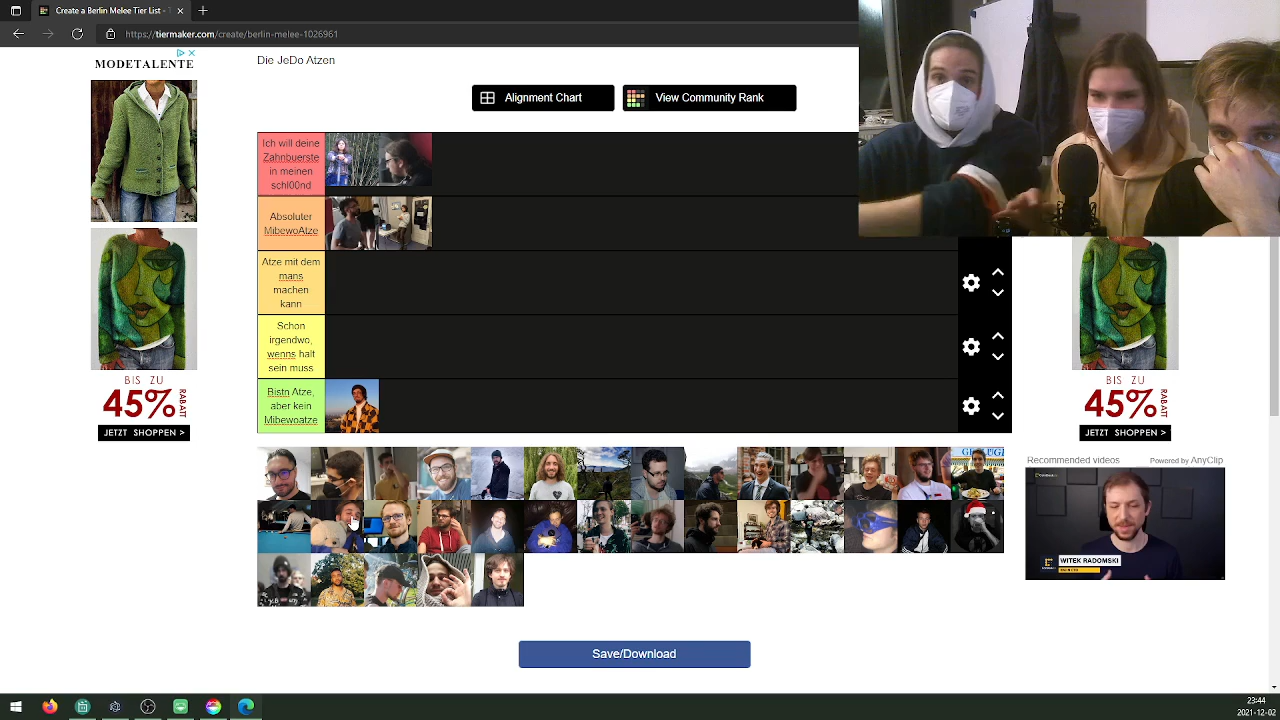 Create a Berlin Melee Tier List - T
https://tiermaker.com/create/berlin-melee-1026961
MODETALENTE
BIS ZU
45%
RABATT
JETZT SHOPPEN >
Die JeDo Atzen
Alignment Chart
View Community Rank
Ich will deine
Zahnbuerste
in meinen
schl00nd
Absoluter
MibewoAtze
Atze mit dem
mans
machen
kann
Schon
irgendwo,
wenns halt
sein muss
Bistn Atze,
aber kein
Mibewoatze
Save/Download
BIS ZU
45%
RABATT
JETZT SHOPPEN >
Recommended videos
Powered by AnyClip
WITEK RADOMSKI
23:44
2021-12-02